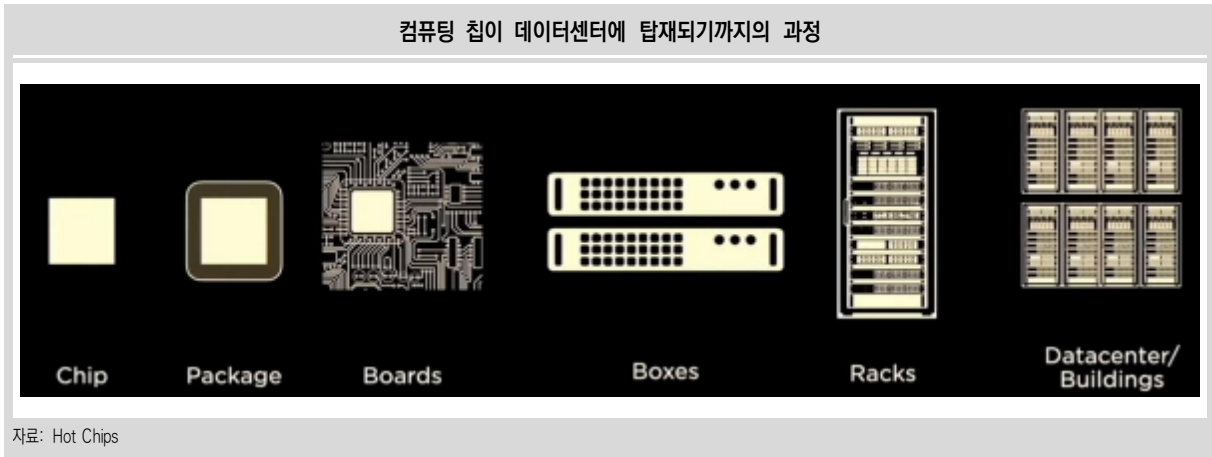 컴퓨팅 칩이 데이터센터에 탑재되기까지의 과정
Chip
Package
Boards
Boxes
Racks
Datacenter/
Buildings
자료: Hot Chips